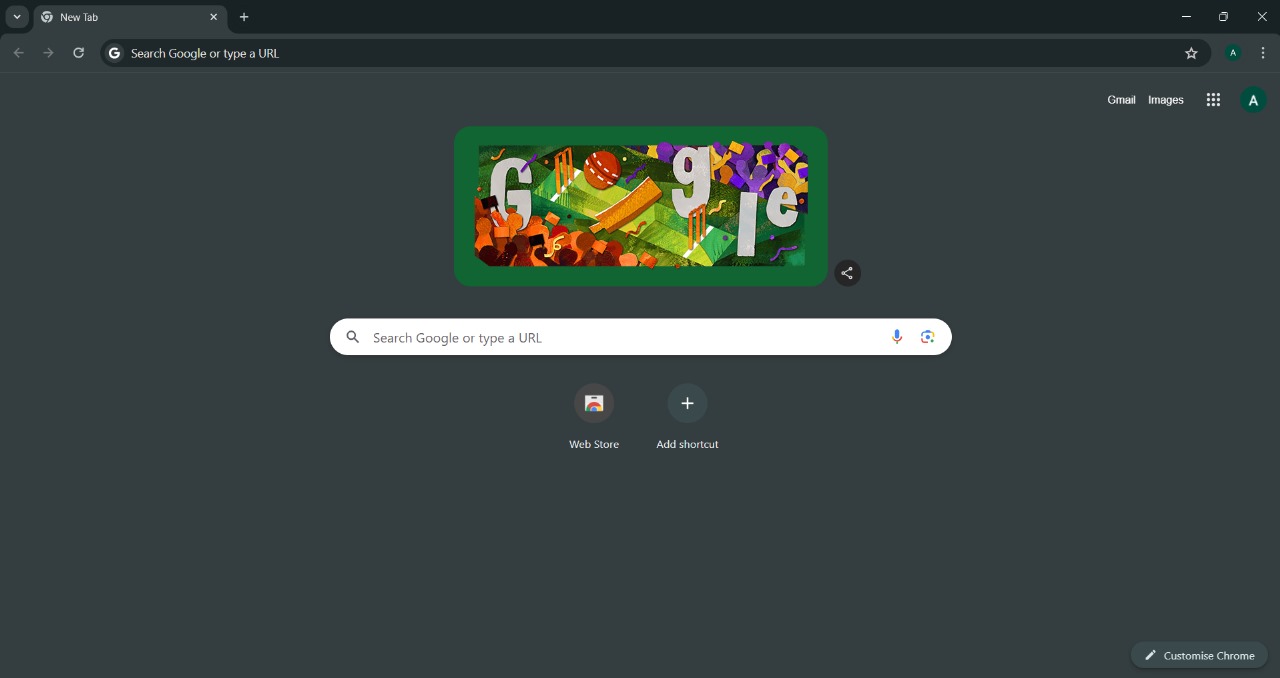 New Tab
Search Google or type a URL
A
Gmail
Images
A
G gle
Search Google or type a URL
Web Store
Add shortcut
Customise Chrome